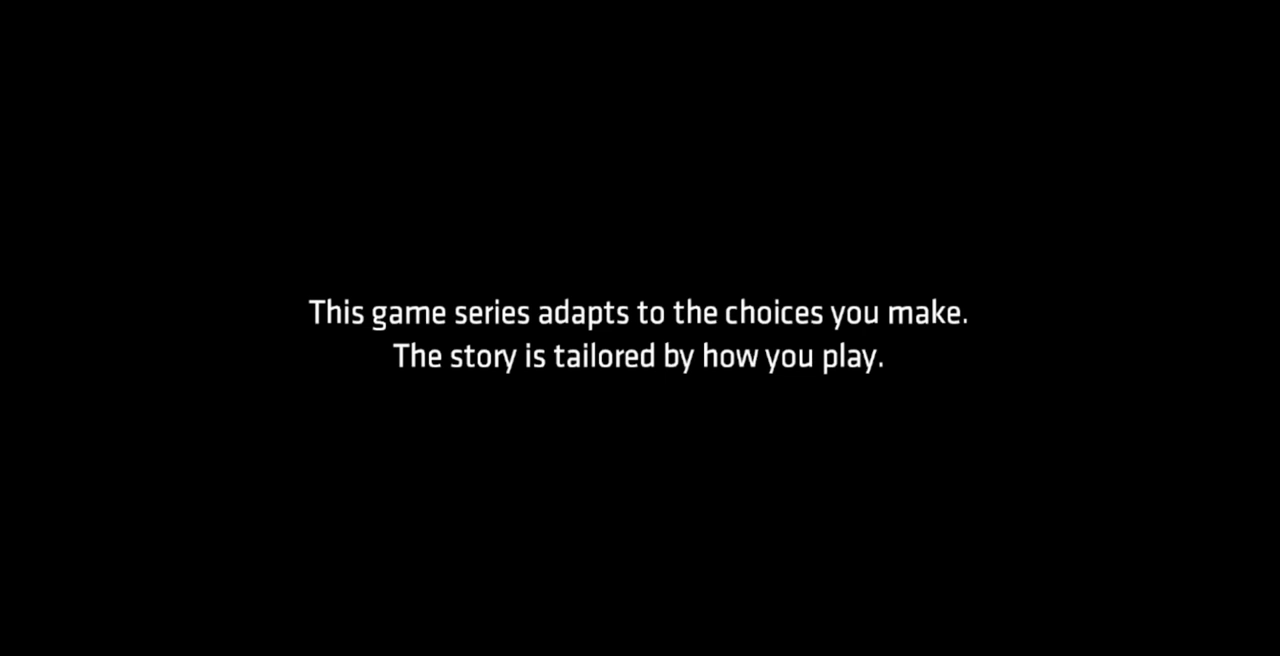 This game series adapts to the choices you make.
The story is tailored by how you play.